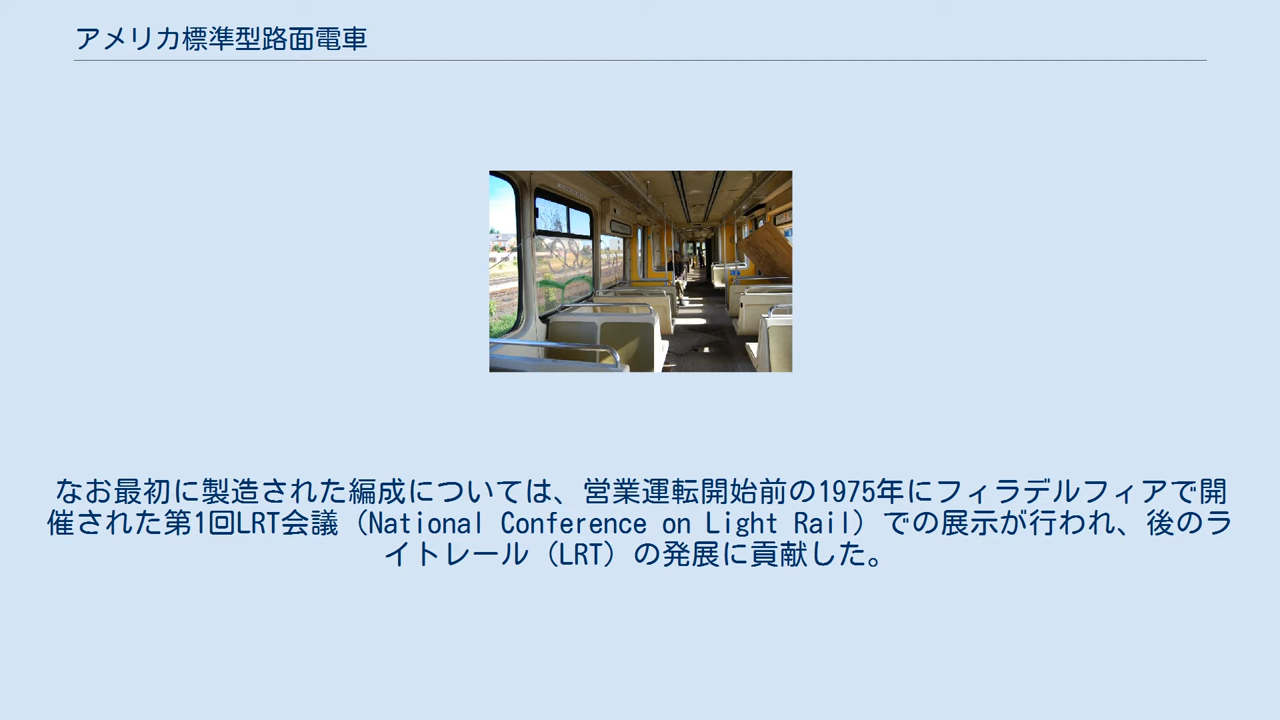 アメリカ標準型路面電車
なお最初に製造された編成については、営業運転開始前の1975年にフィラデルフィアで開
催された第1回LRT会議（National Conference on Light Rail）での展示が行われ、後のラ
イトレール（LRT）の発展に貢献した。